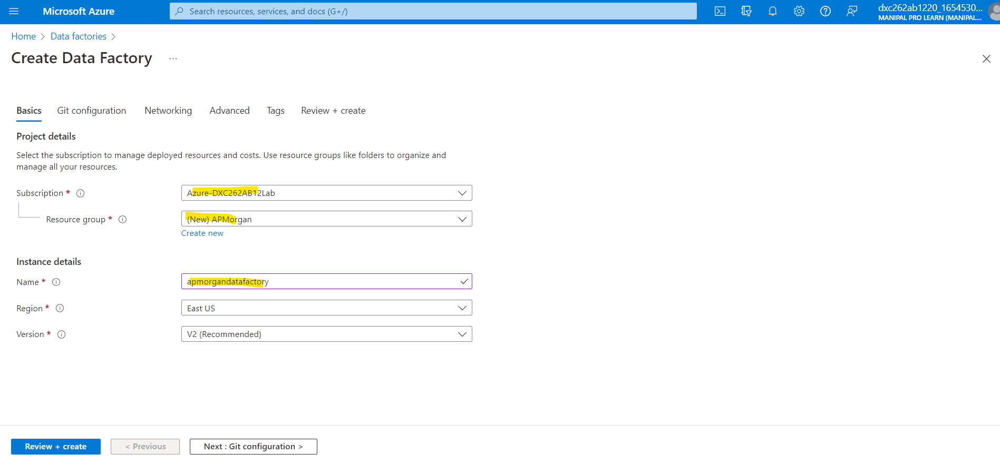 Microsoft Azure
Search resources, services, and docs (G+/)
dxc262ab1220_1654530...
MANIPAL PRO LEARN (MANIPAL...
Home > Data factories >
Create Data Factory ...
Basics Git configuration Networking Advanced Tags Review + create
Project details
Select the subscription to manage deployed resources and costs. Use resource groups like folders to organize and
manage all your resources.
Subscription * Azure-DXC262AB12Lab
Resource group * (New) APMorgan
Create new
Instance details
Name * apmorgandatafactory
Region * East US
Version * V2 (Recommended)
Review + create < Previous Next : Git configuration >